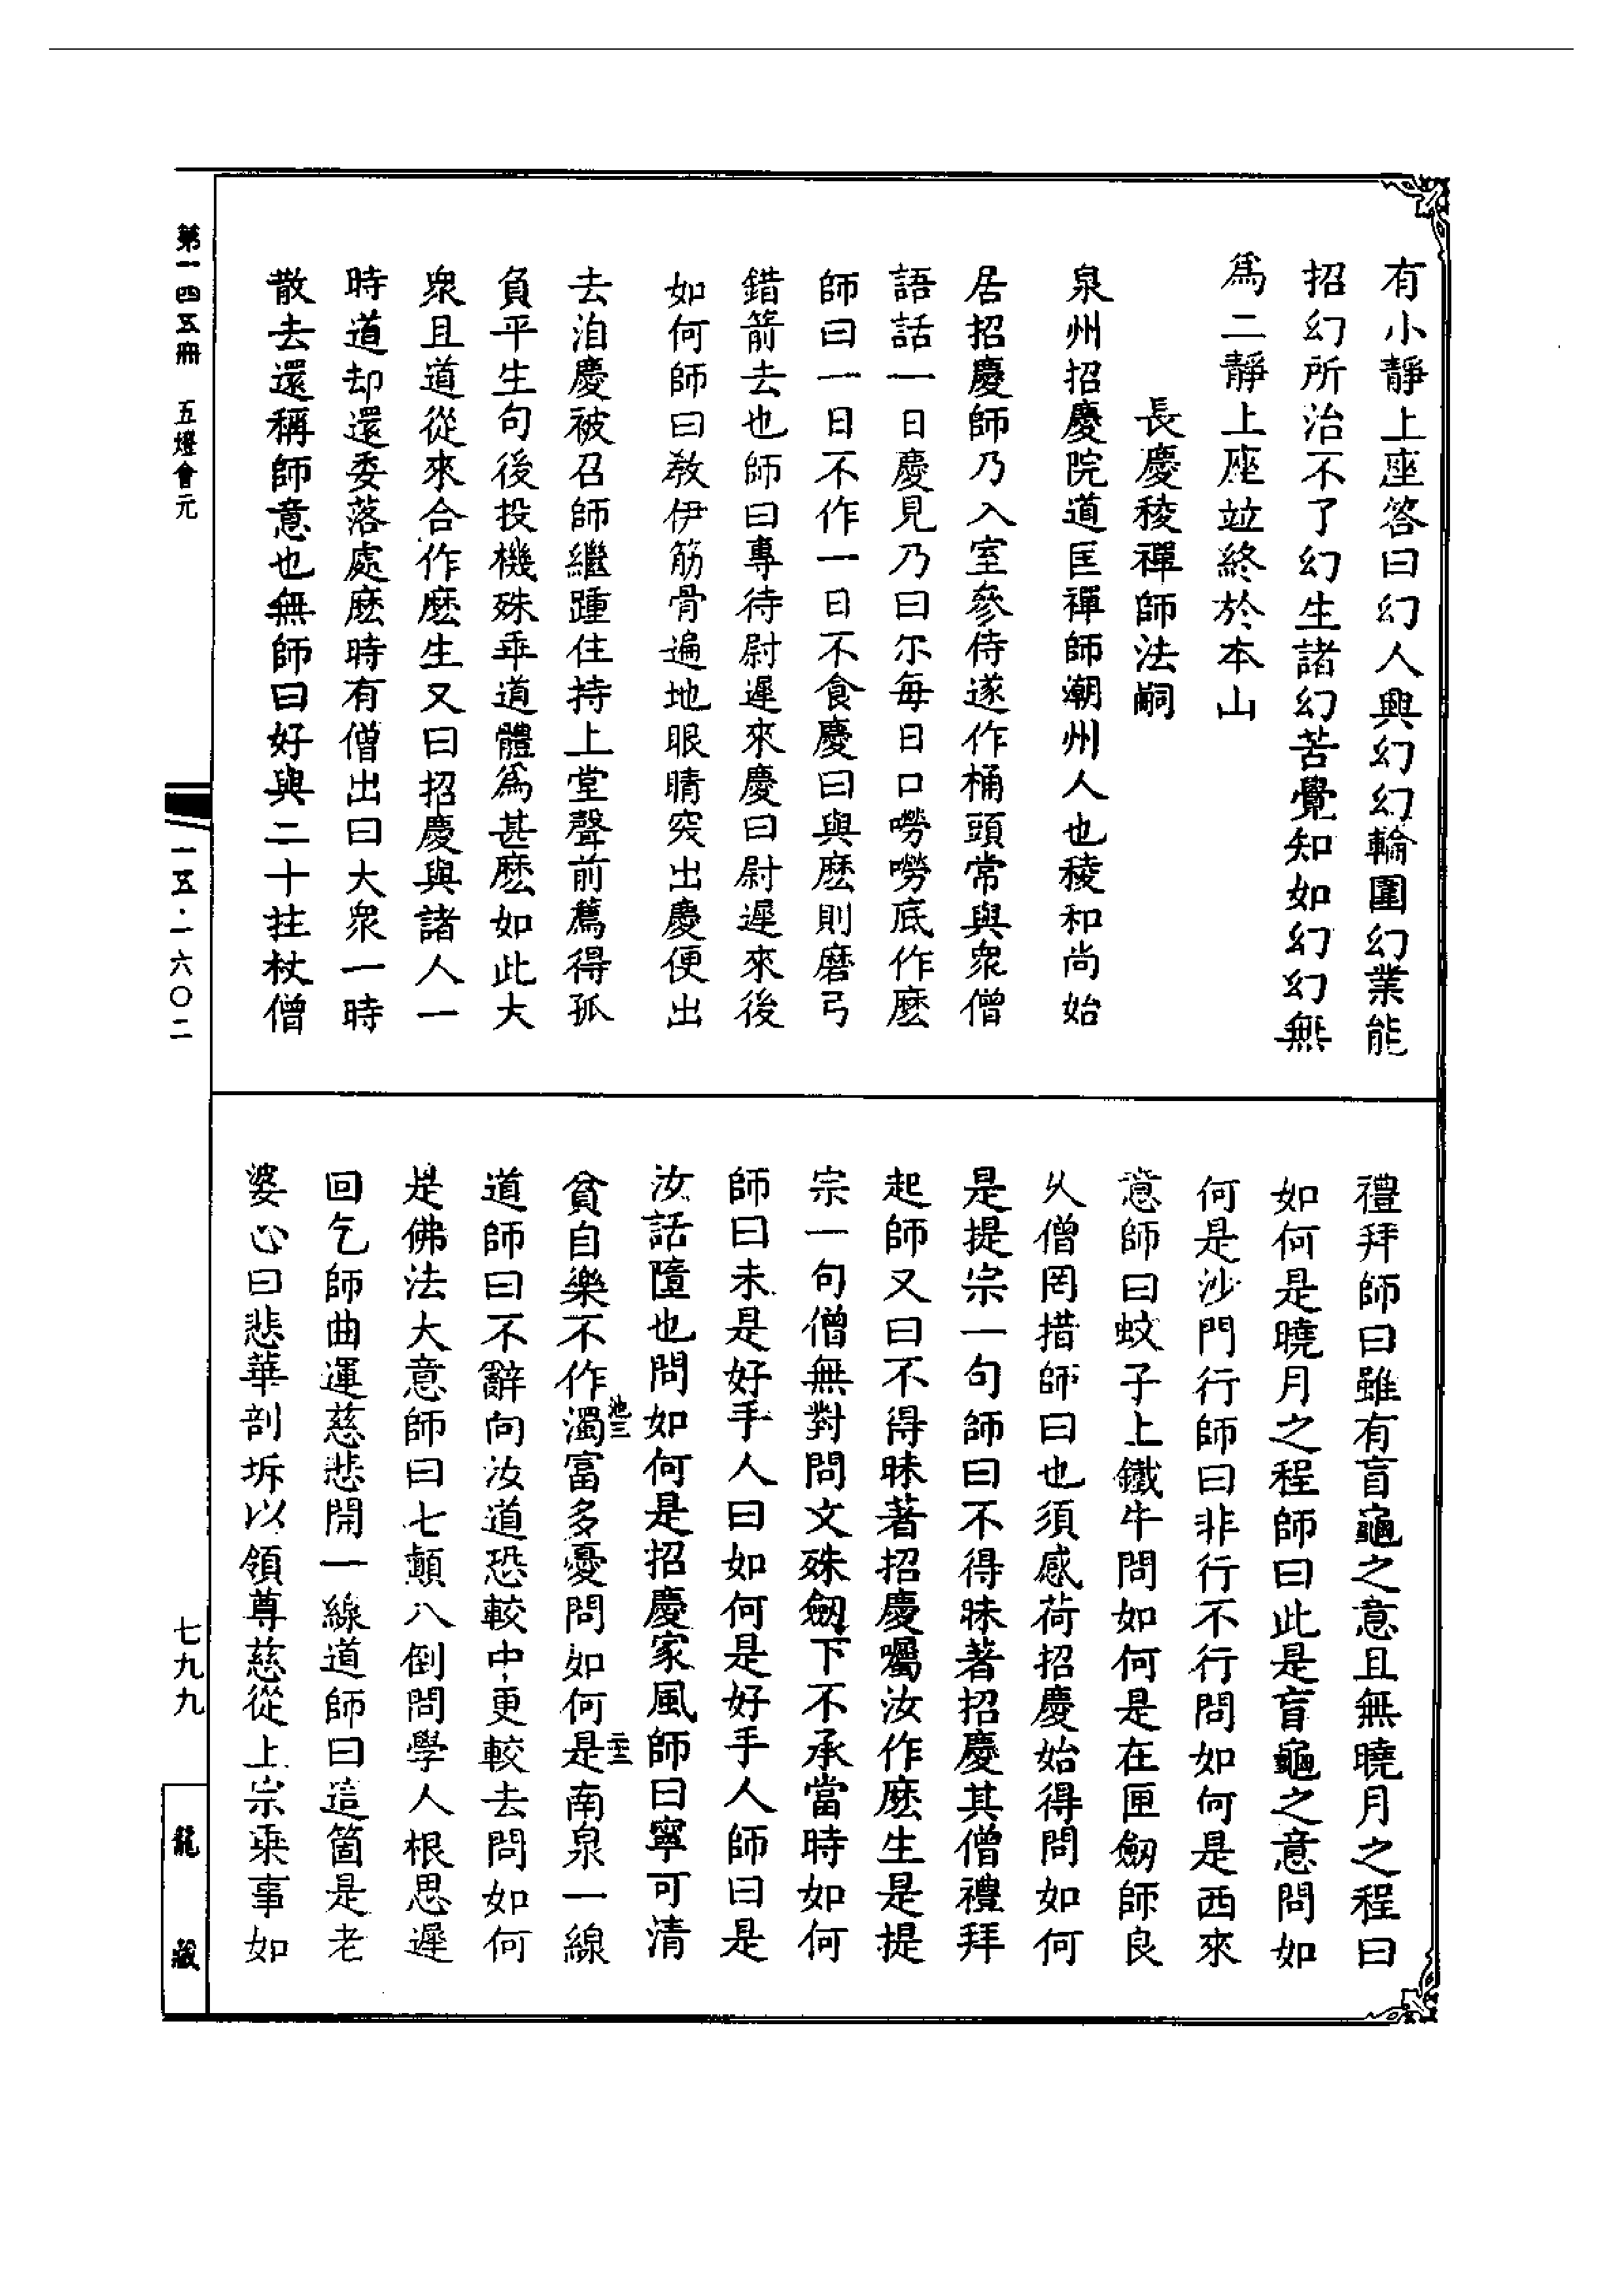 有小靜上座答曰幻人興幻幻輪圍幻業能
招幻所治不了幻生諸幻苦覺知如幻幻無
爲二靜上座竝終於本山
長慶稜禪師法嗣
泉州招慶院道匡禪師潮州人也稜和尚始
居招慶師乃入室參侍遂作桶頭常與衆僧
語話一日慶見乃曰尒每日口嘮嘮底作麽
師曰一日不作一日不食慶曰與麽則磨弓
錯箭去也師曰專待尉遲來慶曰尉遲來後
如何師曰教伊筋骨遍地眼睛突出慶便出
去洎慶被召師繼踵住持上堂聲前薦得孤
負平生句後投機殊乖道體爲甚麽如此大
衆且道從來合作麽生又曰招慶與諸人一
時道却還委落處麽時有僧出曰大衆一時
散去還稱師意也無師曰好與二十拄杖僧
禮拜師曰雖有盲龜之意且無曉月之程曰
如何是曉月之程師曰此是盲龜之意問如
何是沙門行師曰非行不行問如何是西來
意師曰蚊子上鐵牛問如何是在匣劒師良
乆僧罔措師曰也須感荷招慶始得問如何
是提宗一句師曰不得昧著招慶其僧禮拜
起師又曰不得昧著招慶囑汝作麽生是提
宗一句僧無對問文殊劒下不承當時如何
師曰未是好手人曰如何是好手人師曰是
汝話墮也問如何是招慶家風師曰寧可清
貧自樂不作濁富多憂問如何是南泉一線
池三
二十三
道師曰不辭向汝道恐較中更較去問如何
是佛法大意師曰七顛八倒問學人根思遲
回乞師曲運慈悲開一線道師曰這箇是老
婆心曰悲華剖坼以領尊慈從上宗乘事如
第一四五冊　五燈會元
一五·一六〇二
七九九
龍藏